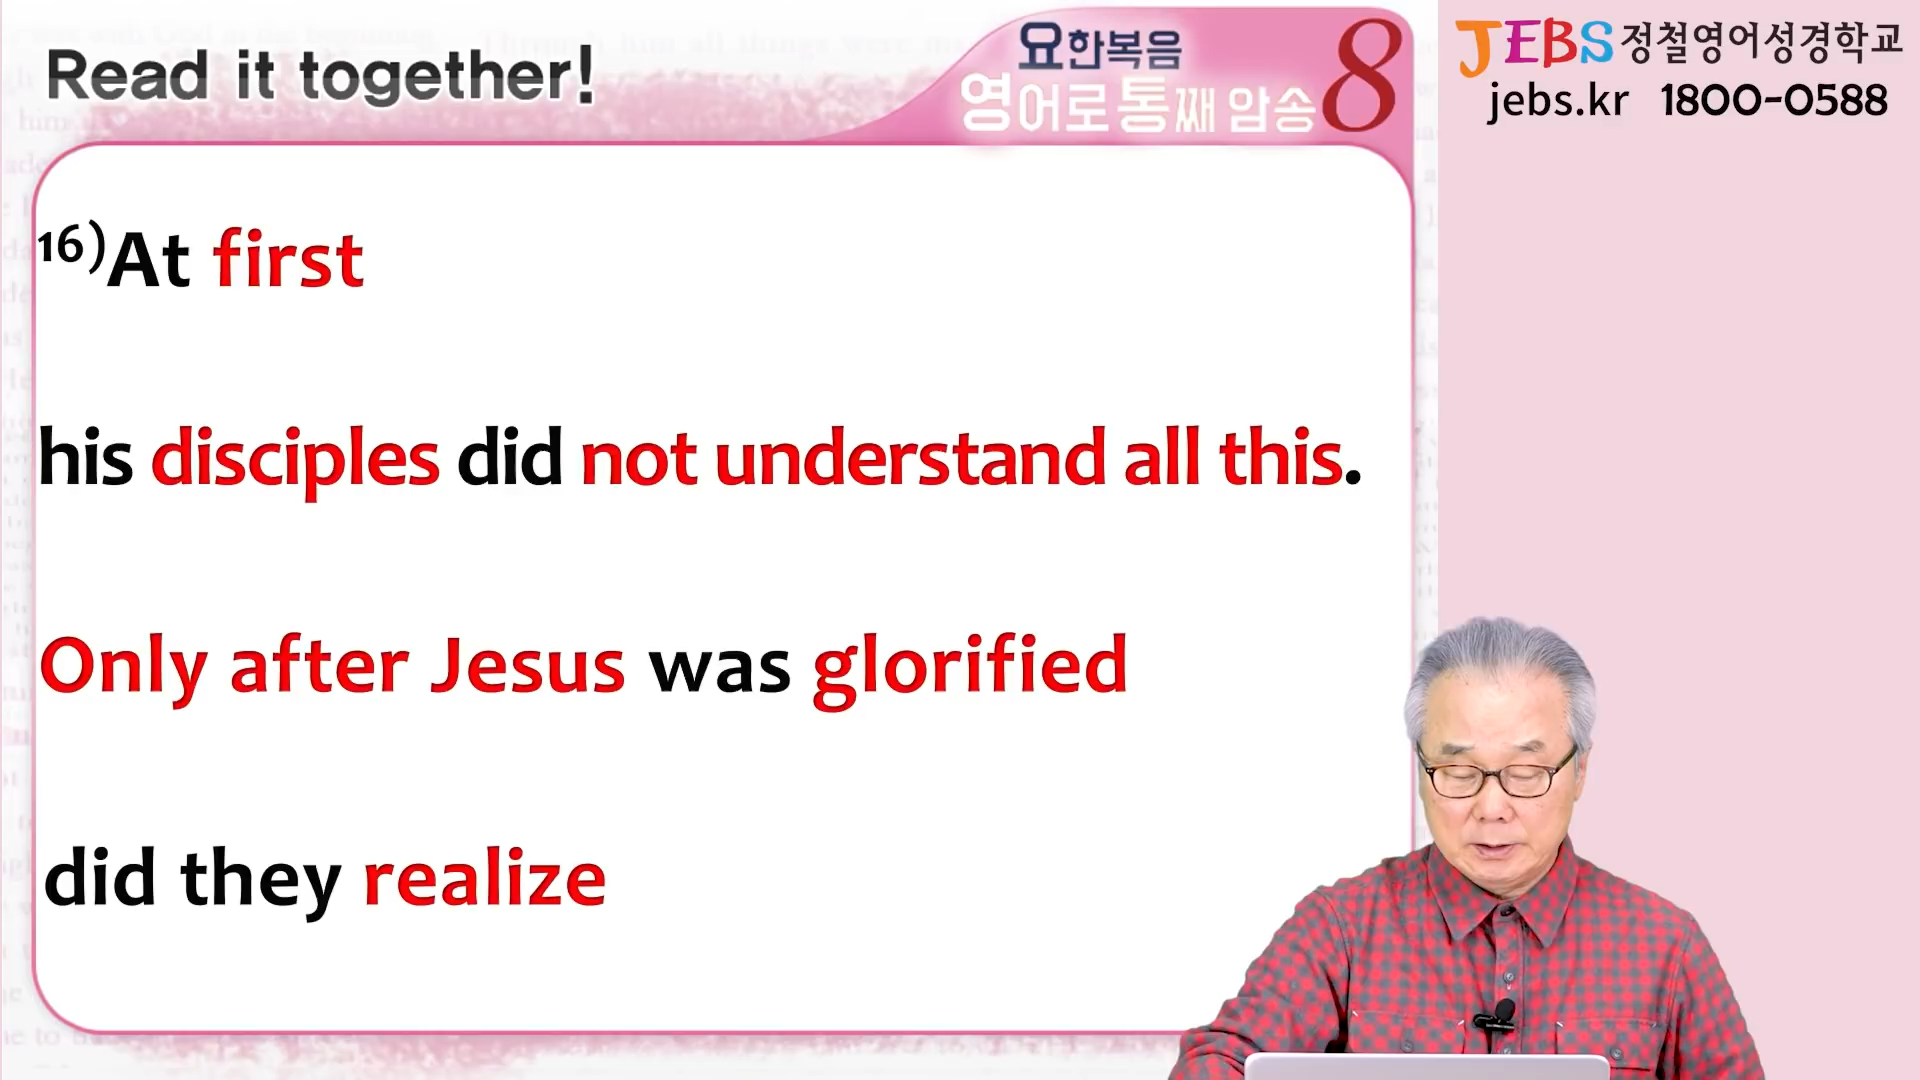 Read it together!
요한복음
영어로 통째 암송 8
JEBS 정철영어성경학교
jebs.kr 1800-0588
16)At first
his disciples did not understand all this.
Only after Jesus was glorified
did they realize